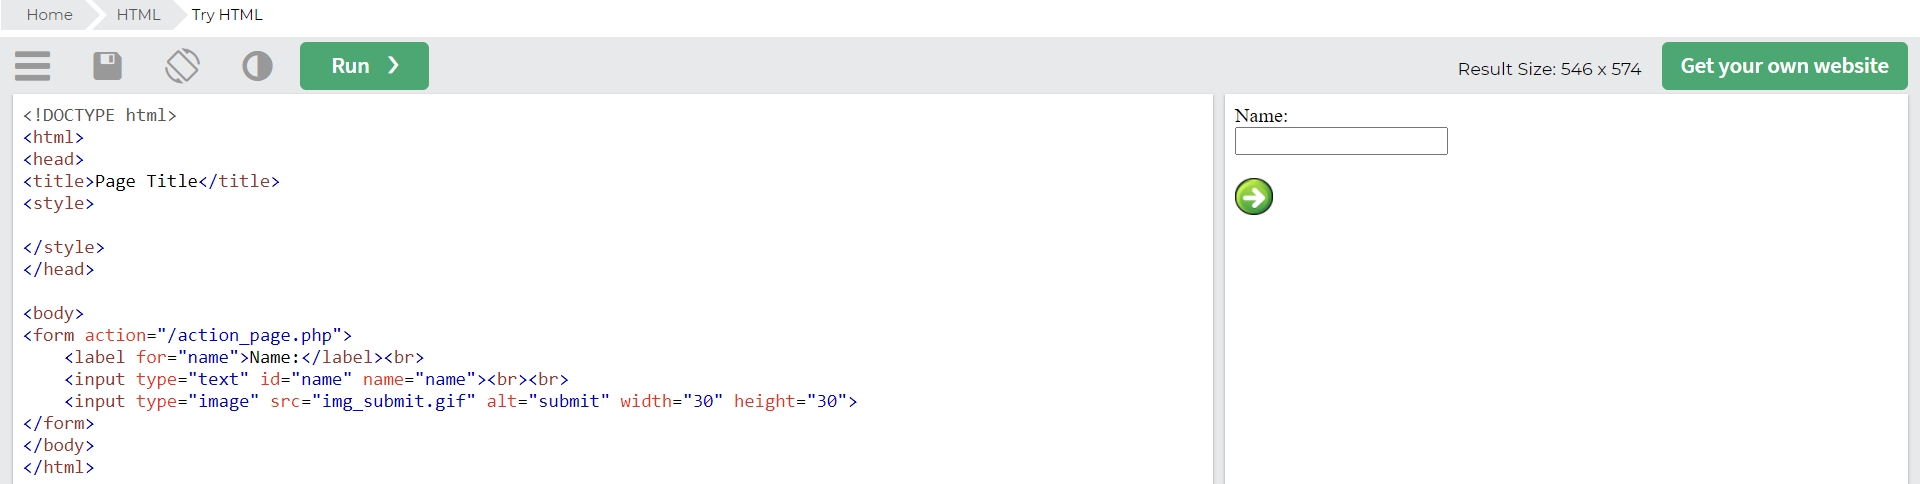 Home HTML Try HTML
Run ❯ Result Size: 546 x 574 Get your own website
<!DOCTYPE html>
<html>
<head>
<title>Page Title</title>
<style>
</style>
</head>
<body>
<form action="/action_page.php">
    <label for="name">Name:</label><br>
    <input type="text" id="name" name="name"><br><br>
    <input type="image" src="img_submit.gif" alt="submit" width="30" height="30">
</form>
</body>
</html>
Name: